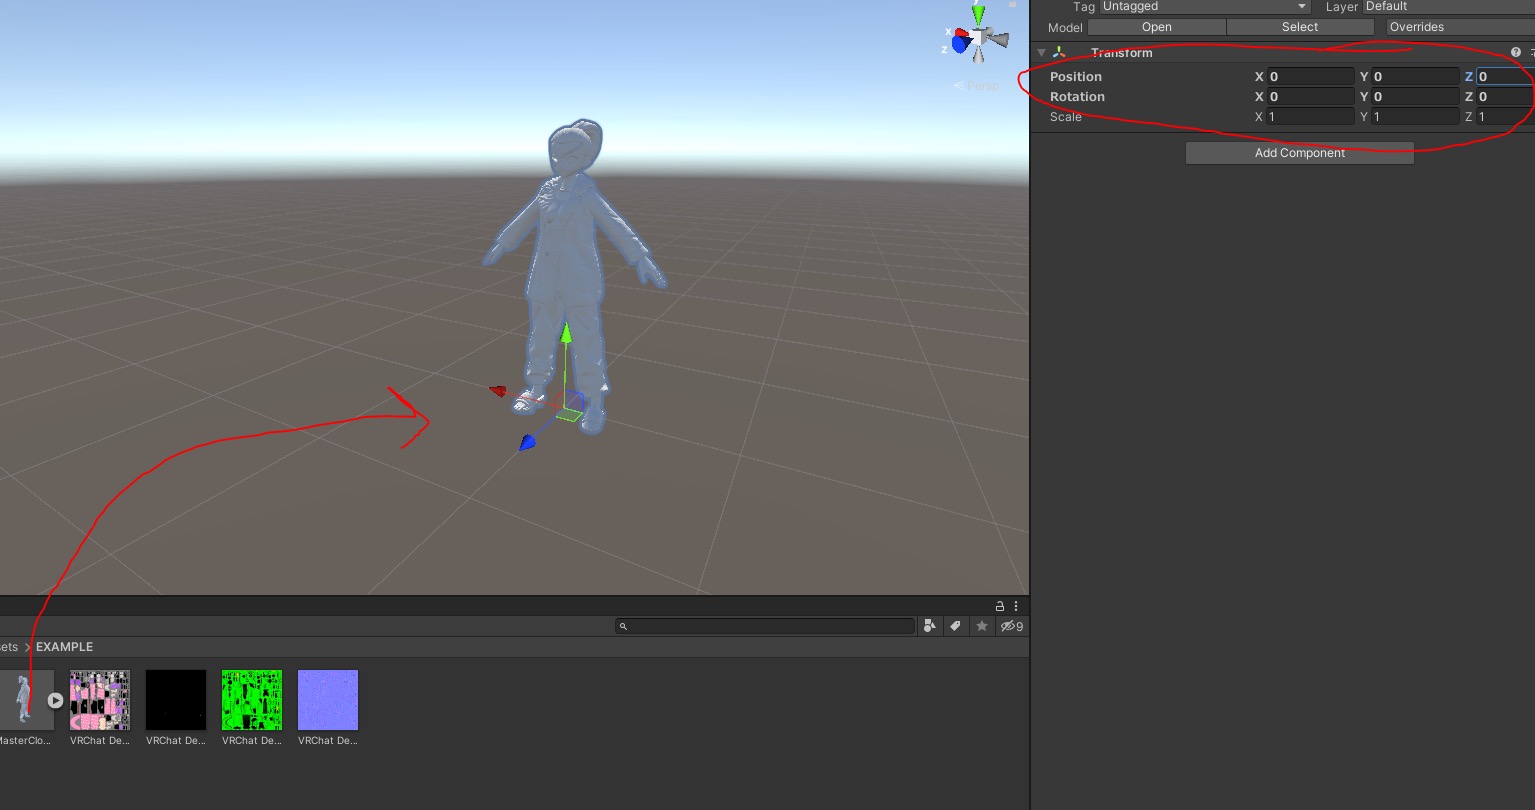 Tag Untagged Layer Default
Model Open Select Overrides
Transform
Position X 0 Y 0 Z 0
Rotation X 0 Y 0 Z 0
Scale X 1 Y 1 Z 1
Add Component
y
x
z
Persp
9
sets > EXAMPLE
MasterClo... VRChat De... VRChat De... VRChat De... VRChat De...